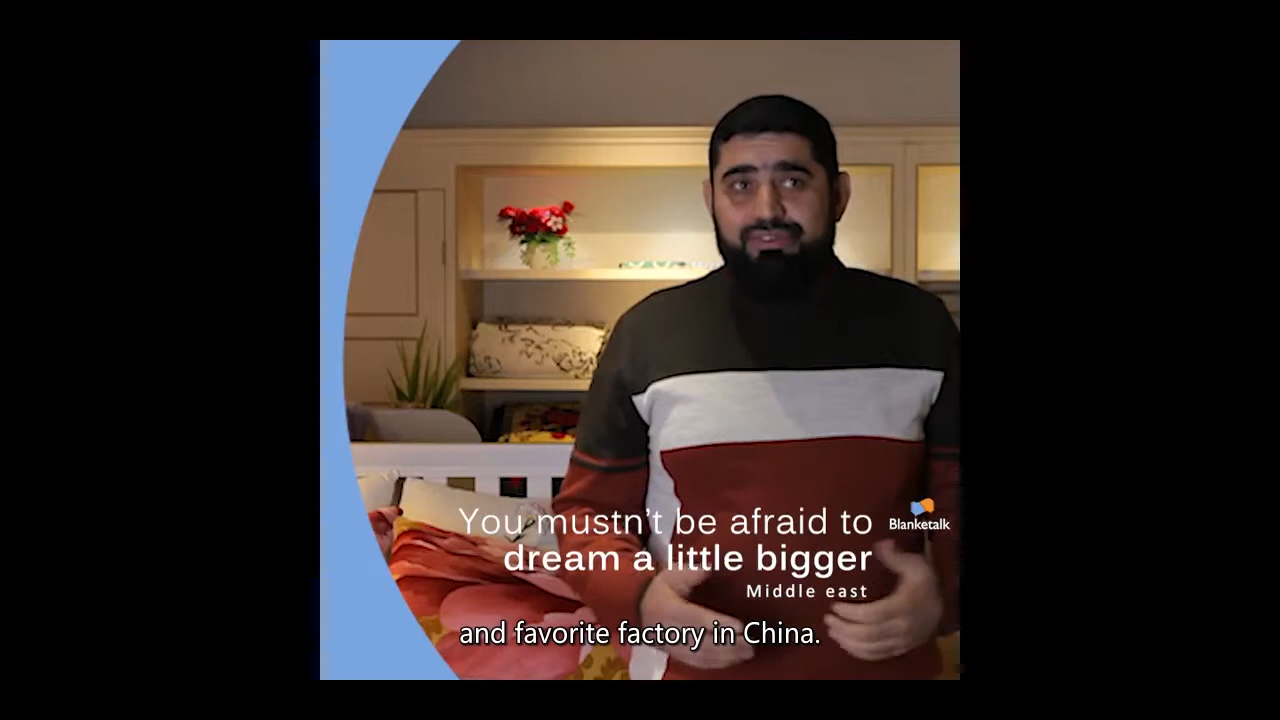 You mustn't be afraid to
Blanketalk
dream a little bigger
Middle east
and favorite factory in China.